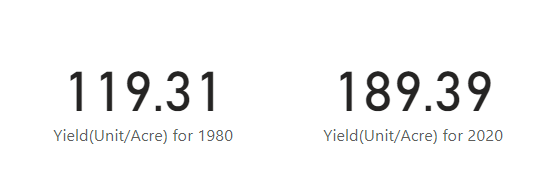 119.31 189.39
Yield(Unit/Acre) for 1980 Yield(Unit/Acre) for 2020